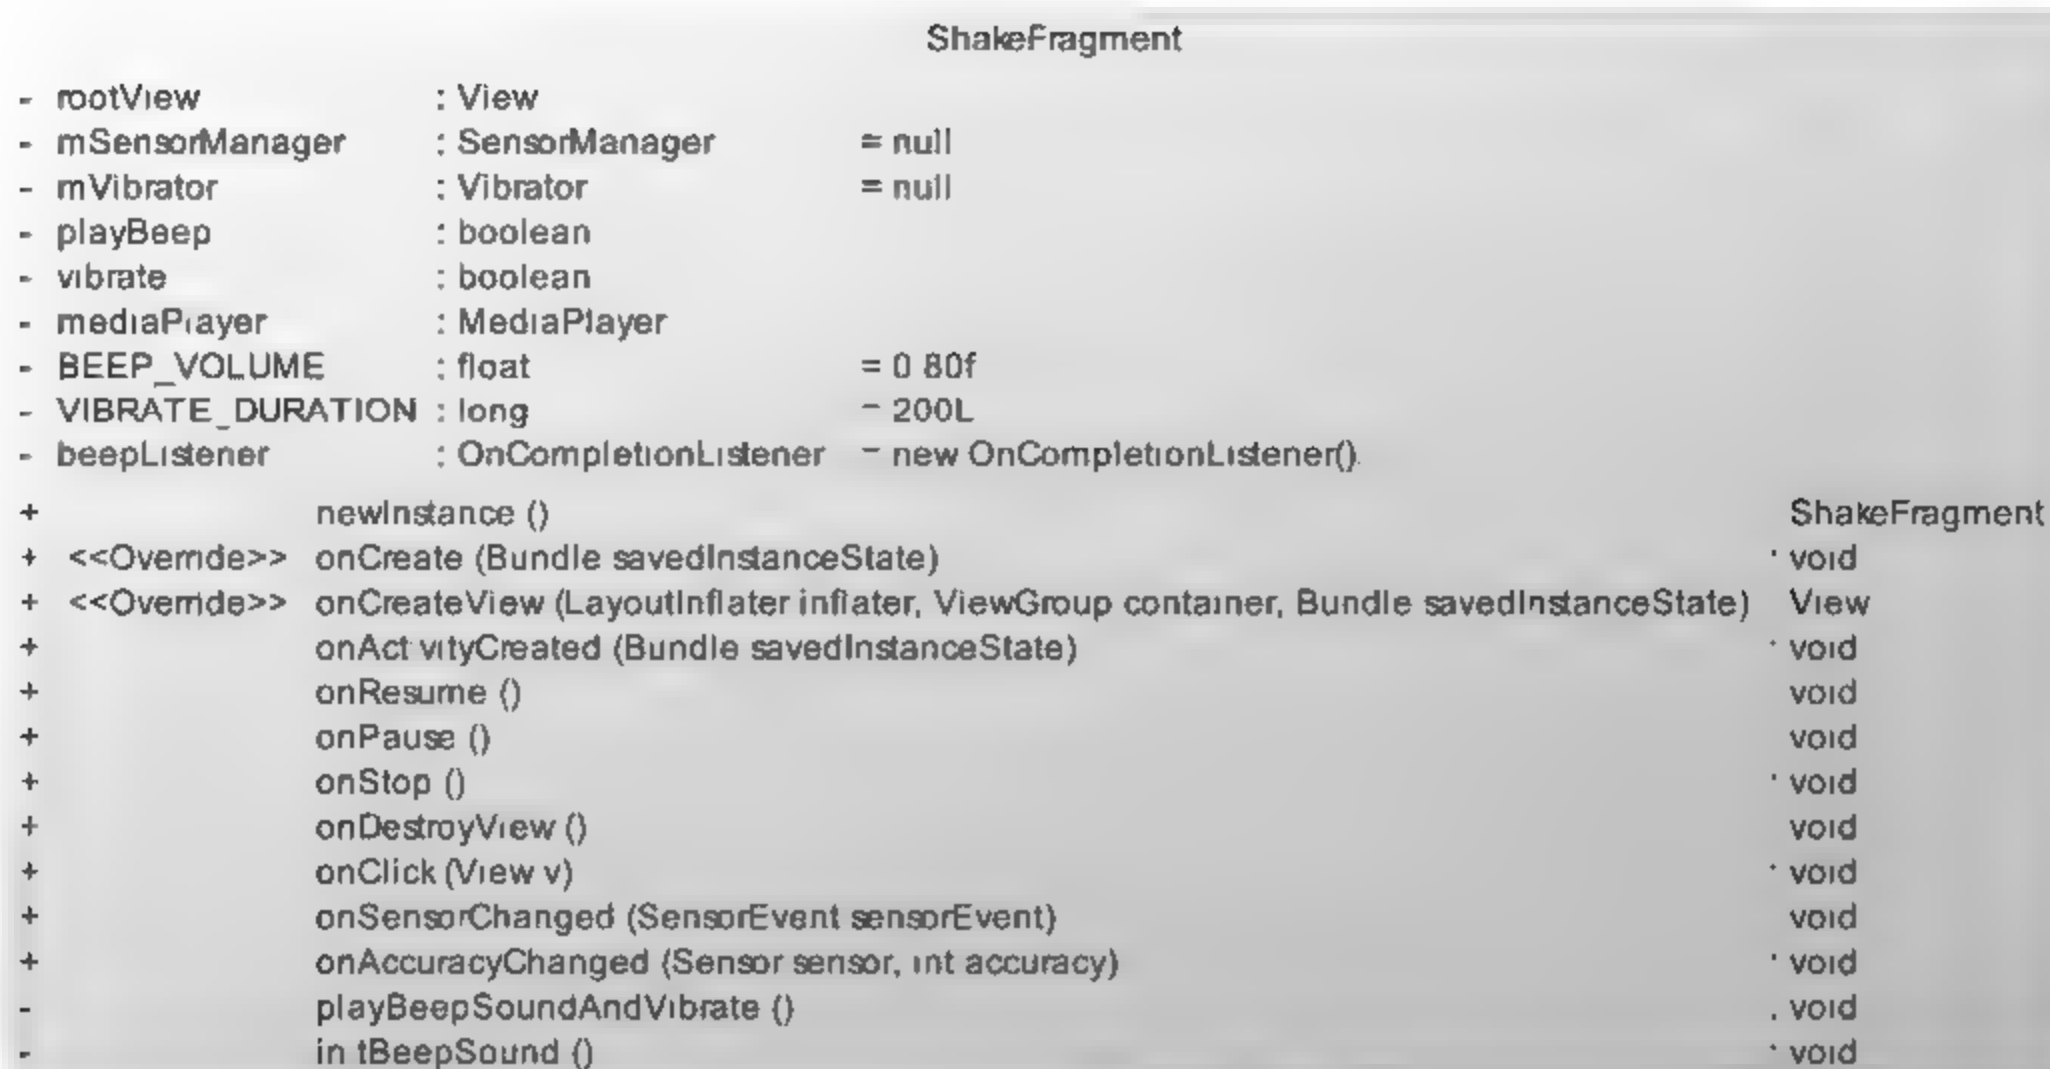 ShakeFragment
- rootView : View
- mSensorManager : SensorManager = null
- mVibrator : Vibrator = null
- playBeep : boolean
- vibrate : boolean
- mediaPlayer : MediaPlayer
- BEEP_VOLUME : float = 0.80f
- VIBRATE_DURATION : long = 200L
- beepListener : OnCompletionListener = new OnCompletionListener()
+ newInstance () ShakeFragment
+ <<Override>> onCreate (Bundle savedInstanceState) : void
+ <<Override>> onCreateView (LayoutInflater inflater, ViewGroup container, Bundle savedInstanceState) View
+ onActivityCreated (Bundle savedInstanceState) : void
+ onResume () void
+ onPause () void
+ onStop () : void
+ onDestroyView () void
+ onClick (View v) : void
+ onSensorChanged (SensorEvent sensorEvent) void
+ onAccuracyChanged (Sensor sensor, int accuracy) : void
- playBeepSoundAndVibrate () : void
- initBeepSound () : void